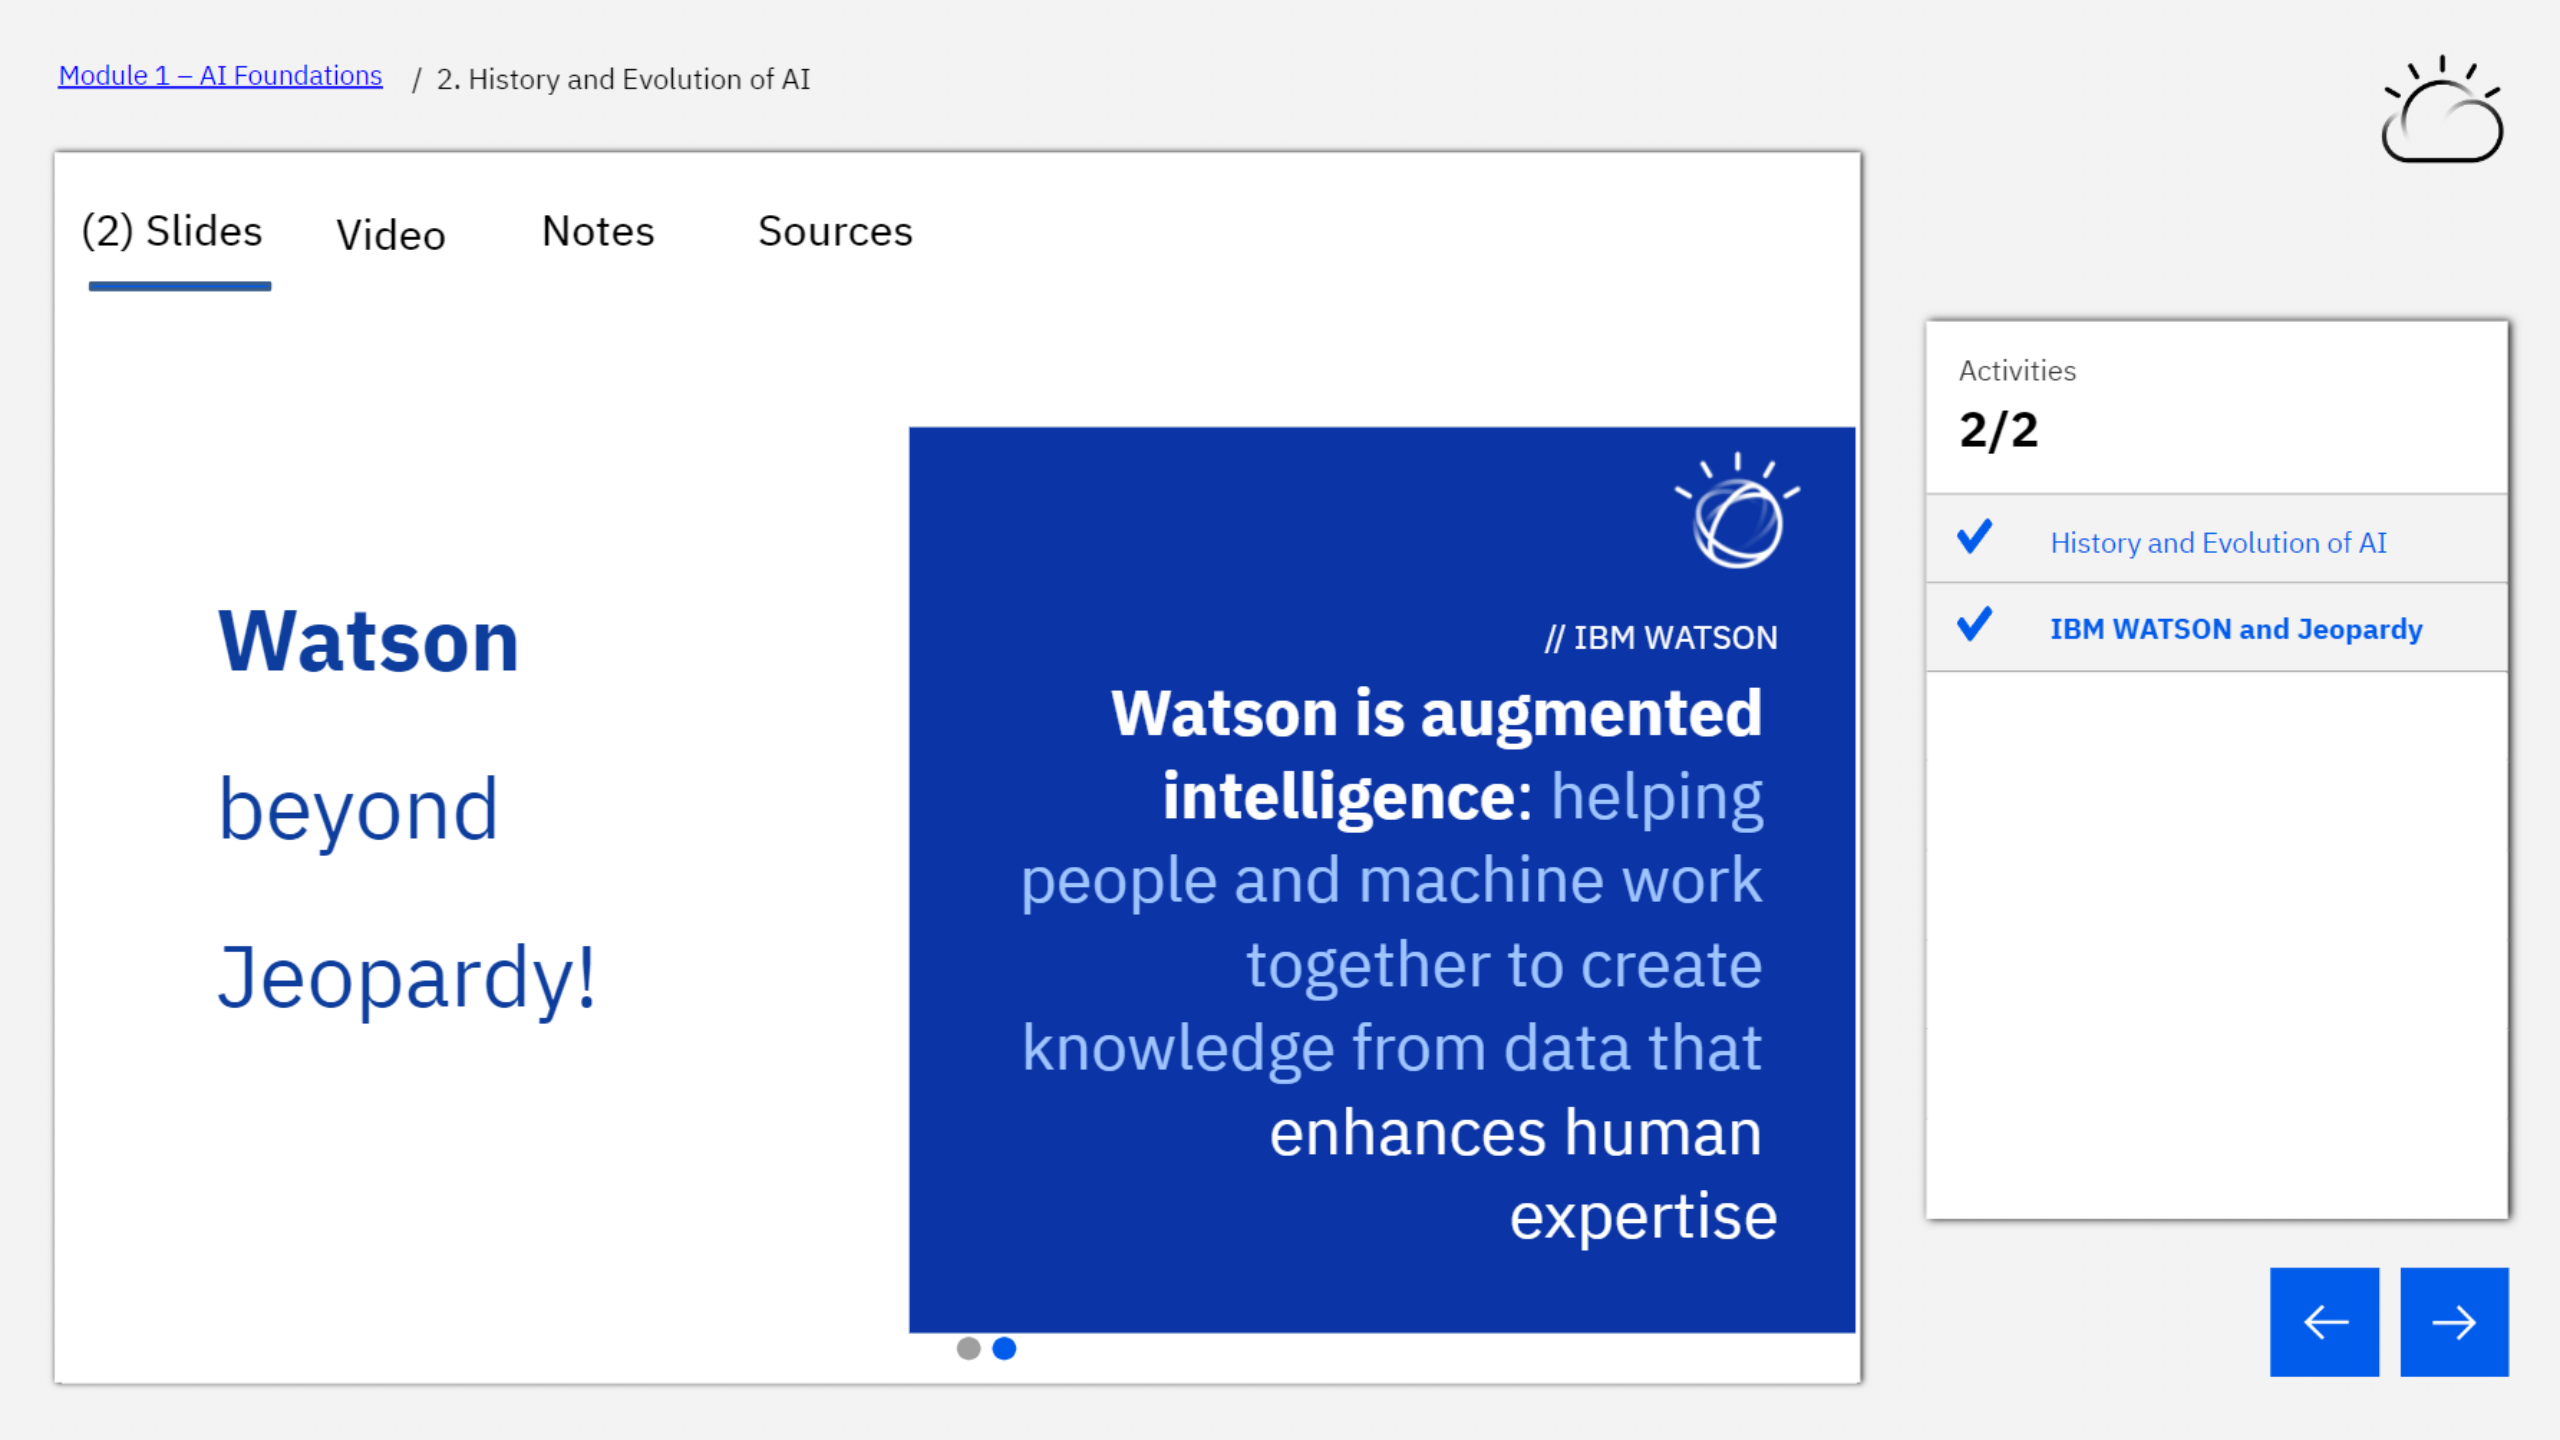 Module 1 – AI Foundations / 2. History and Evolution of AI
(2) Slides Video Notes Sources
Watson
beyond
Jeopardy!
// IBM WATSON
Watson is augmented
intelligence: helping
people and machine work
together to create
knowledge from data that
enhances human
expertise
Activities
2/2
History and Evolution of AI
IBM WATSON and Jeopardy